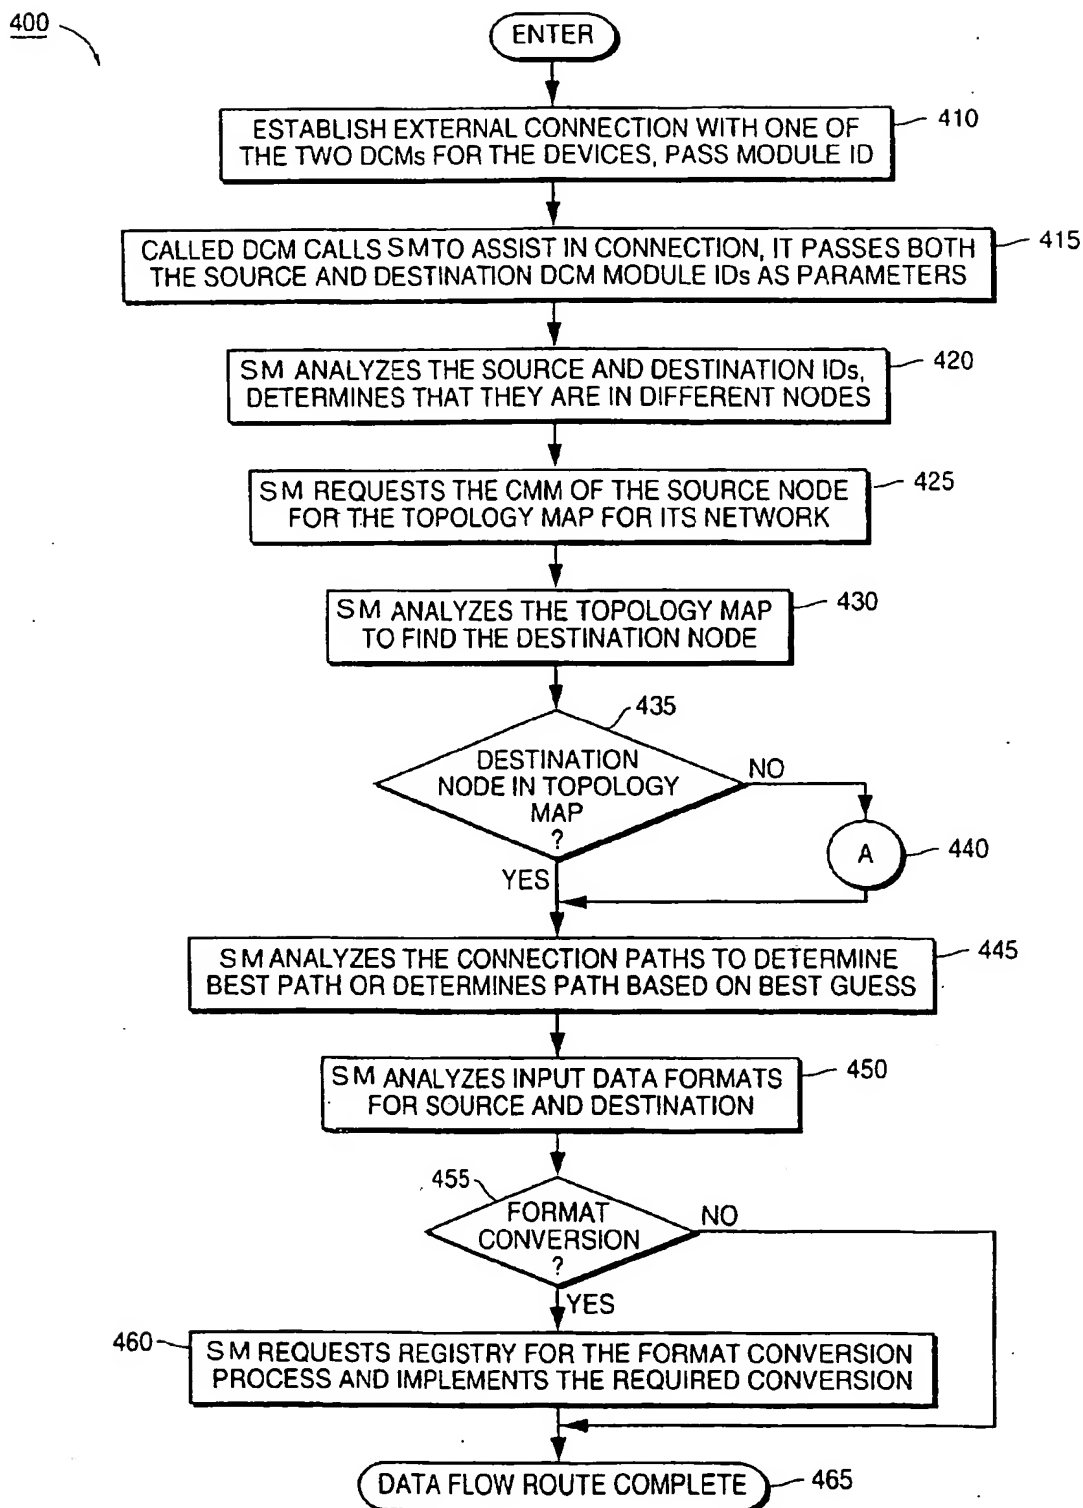 400
ENTER
ESTABLISH EXTERNAL CONNECTION WITH ONE OF
THE TWO DCMs FOR THE DEVICES, PASS MODULE ID
410
CALLED DCM CALLS SM TO ASSIST IN CONNECTION, IT PASSES BOTH
THE SOURCE AND DESTINATION DCM MODULE IDs AS PARAMETERS
415
SM ANALYZES THE SOURCE AND DESTINATION IDs,
DETERMINES THAT THEY ARE IN DIFFERENT NODES
420
SM REQUESTS THE CMM OF THE SOURCE NODE
FOR THE TOPOLOGY MAP FOR ITS NETWORK
425
SM ANALYZES THE TOPOLOGY MAP
TO FIND THE DESTINATION NODE
430
435
DESTINATION
NODE IN TOPOLOGY
MAP
?
NO
A
440
YES
SM ANALYZES THE CONNECTION PATHS TO DETERMINE
BEST PATH OR DETERMINES PATH BASED ON BEST GUESS
445
SM ANALYZES INPUT DATA FORMATS
FOR SOURCE AND DESTINATION
450
455
FORMAT
CONVERSION
?
NO
YES
460
SM REQUESTS REGISTRY FOR THE FORMAT CONVERSION
PROCESS AND IMPLEMENTS THE REQUIRED CONVERSION
DATA FLOW ROUTE COMPLETE
465